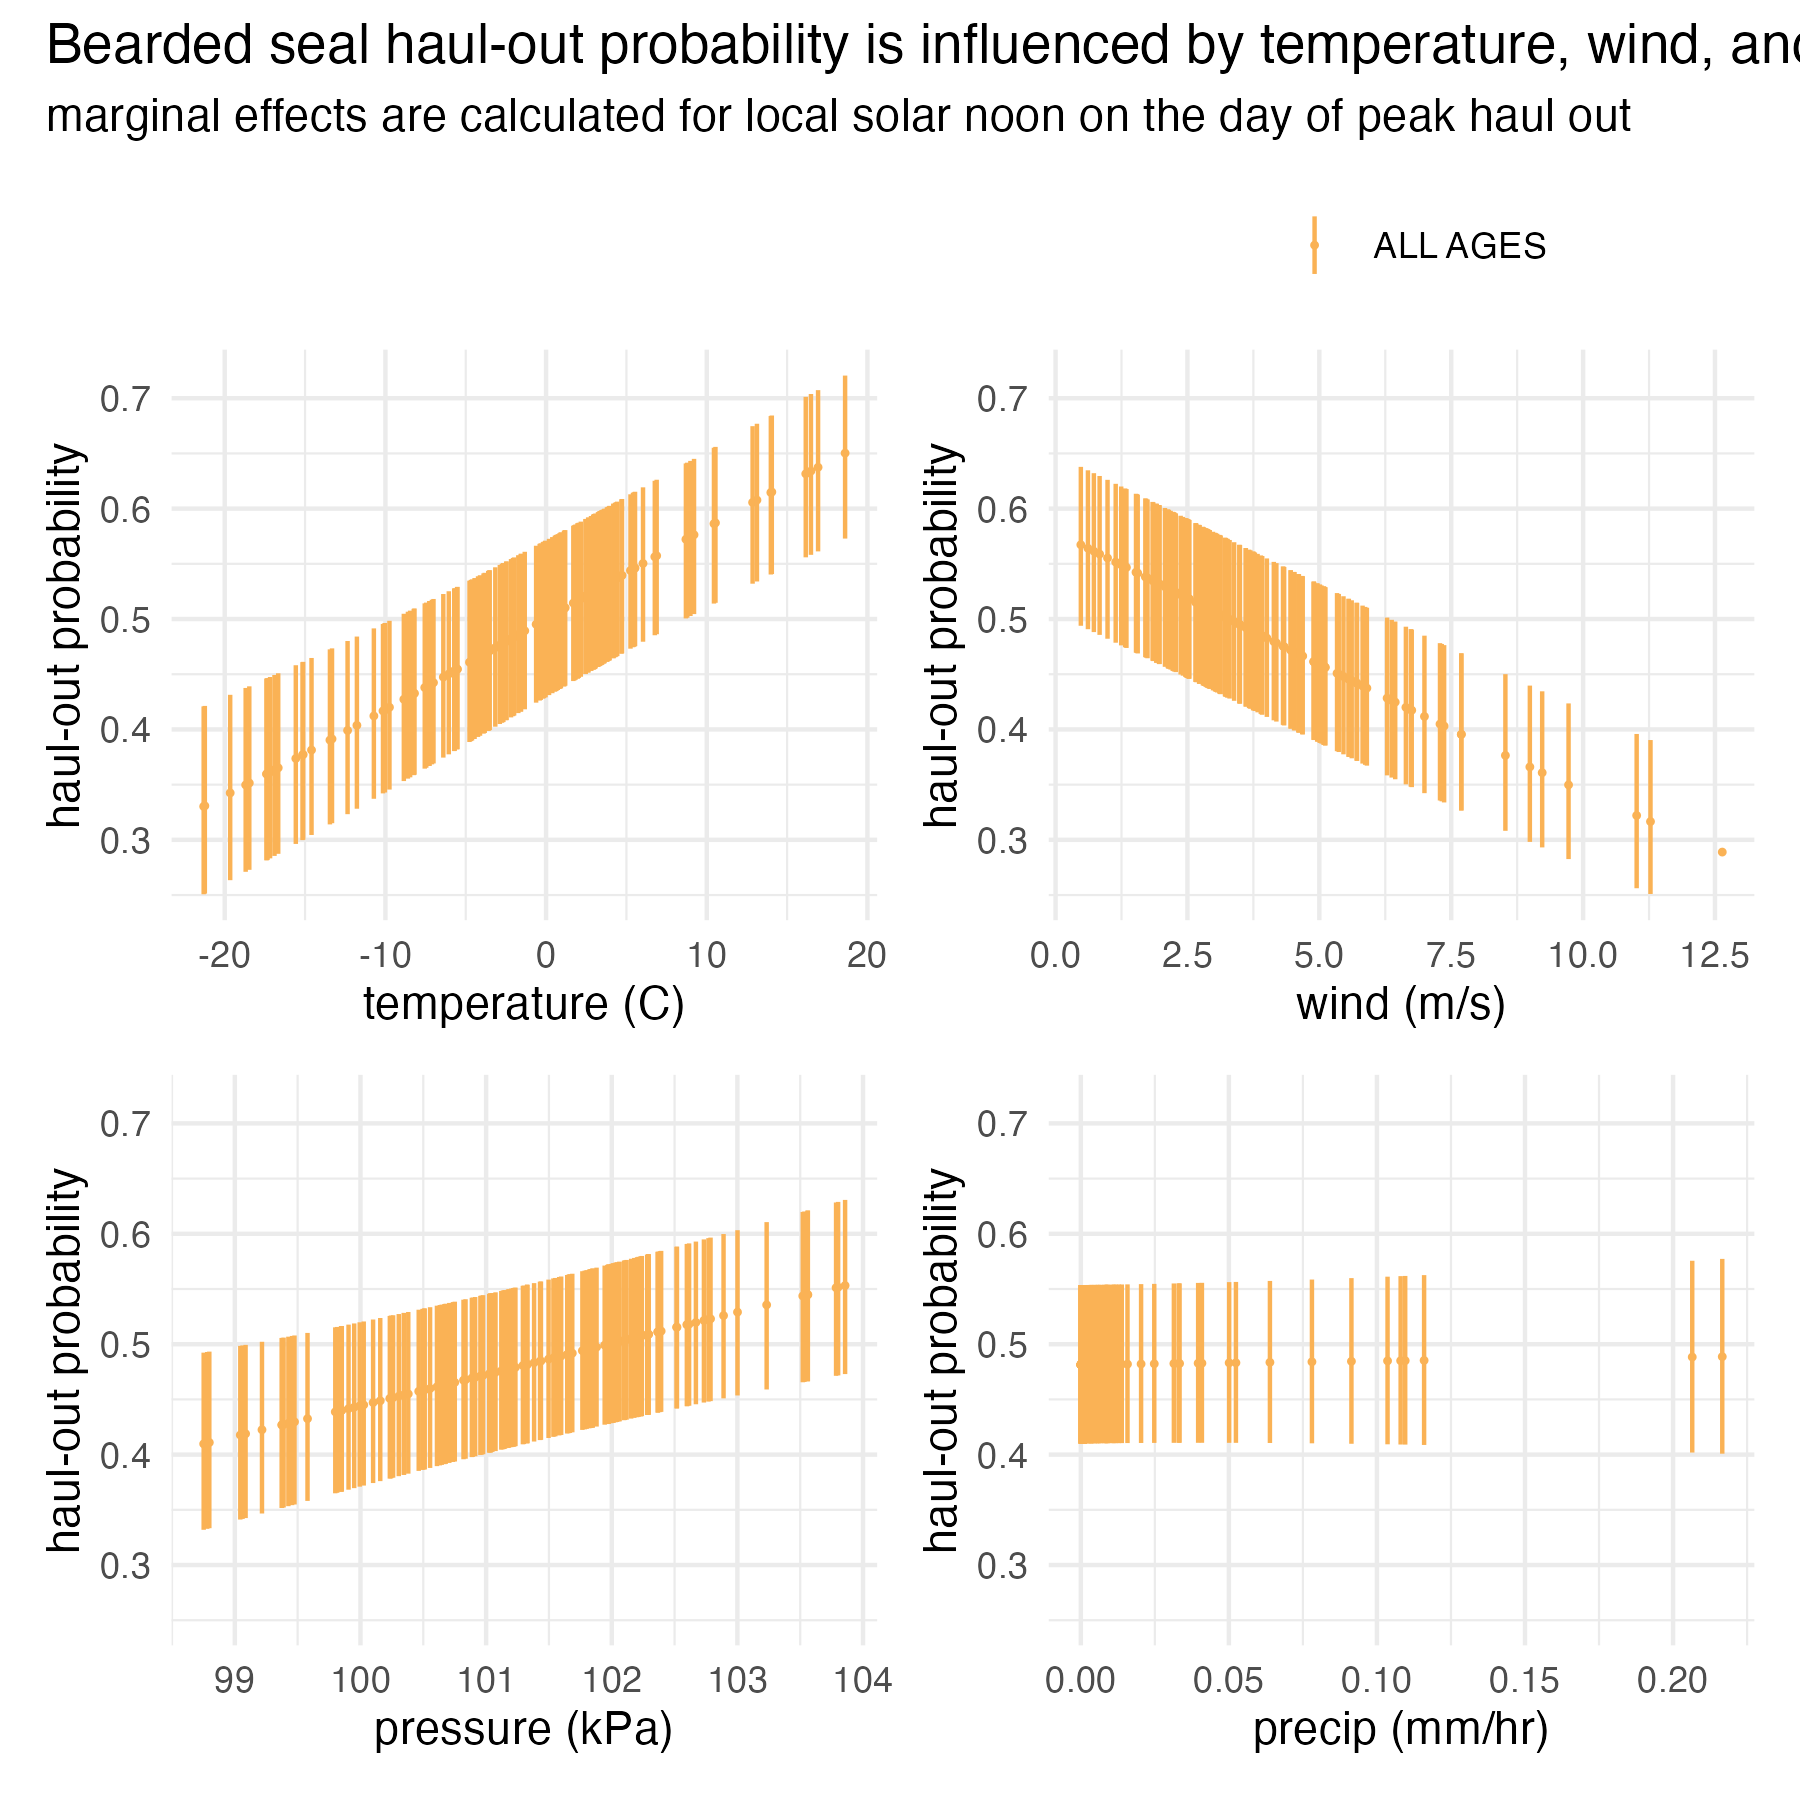 Bearded seal haul-out probability is influenced by temperature, wind,
marginal effects are calculated for local solar noon on the day of peak haul out
ALL AGES
haul-out probability
0.7
0.6
0.5
0.4
0.3
-20 -10 0 10 20
temperature (C)
haul-out probability
0.7
0.6
0.5
0.4
0.3
0.0 2.5 5.0 7.5 10.0 12.5
wind (m/s)
haul-out probability
0.7
0.6
0.5
0.4
0.3
99 100 101 102 103 104
pressure (kPa)
haul-out probability
0.7
0.6
0.5
0.4
0.3
0.00 0.05 0.10 0.15 0.20
precip (mm/hr)